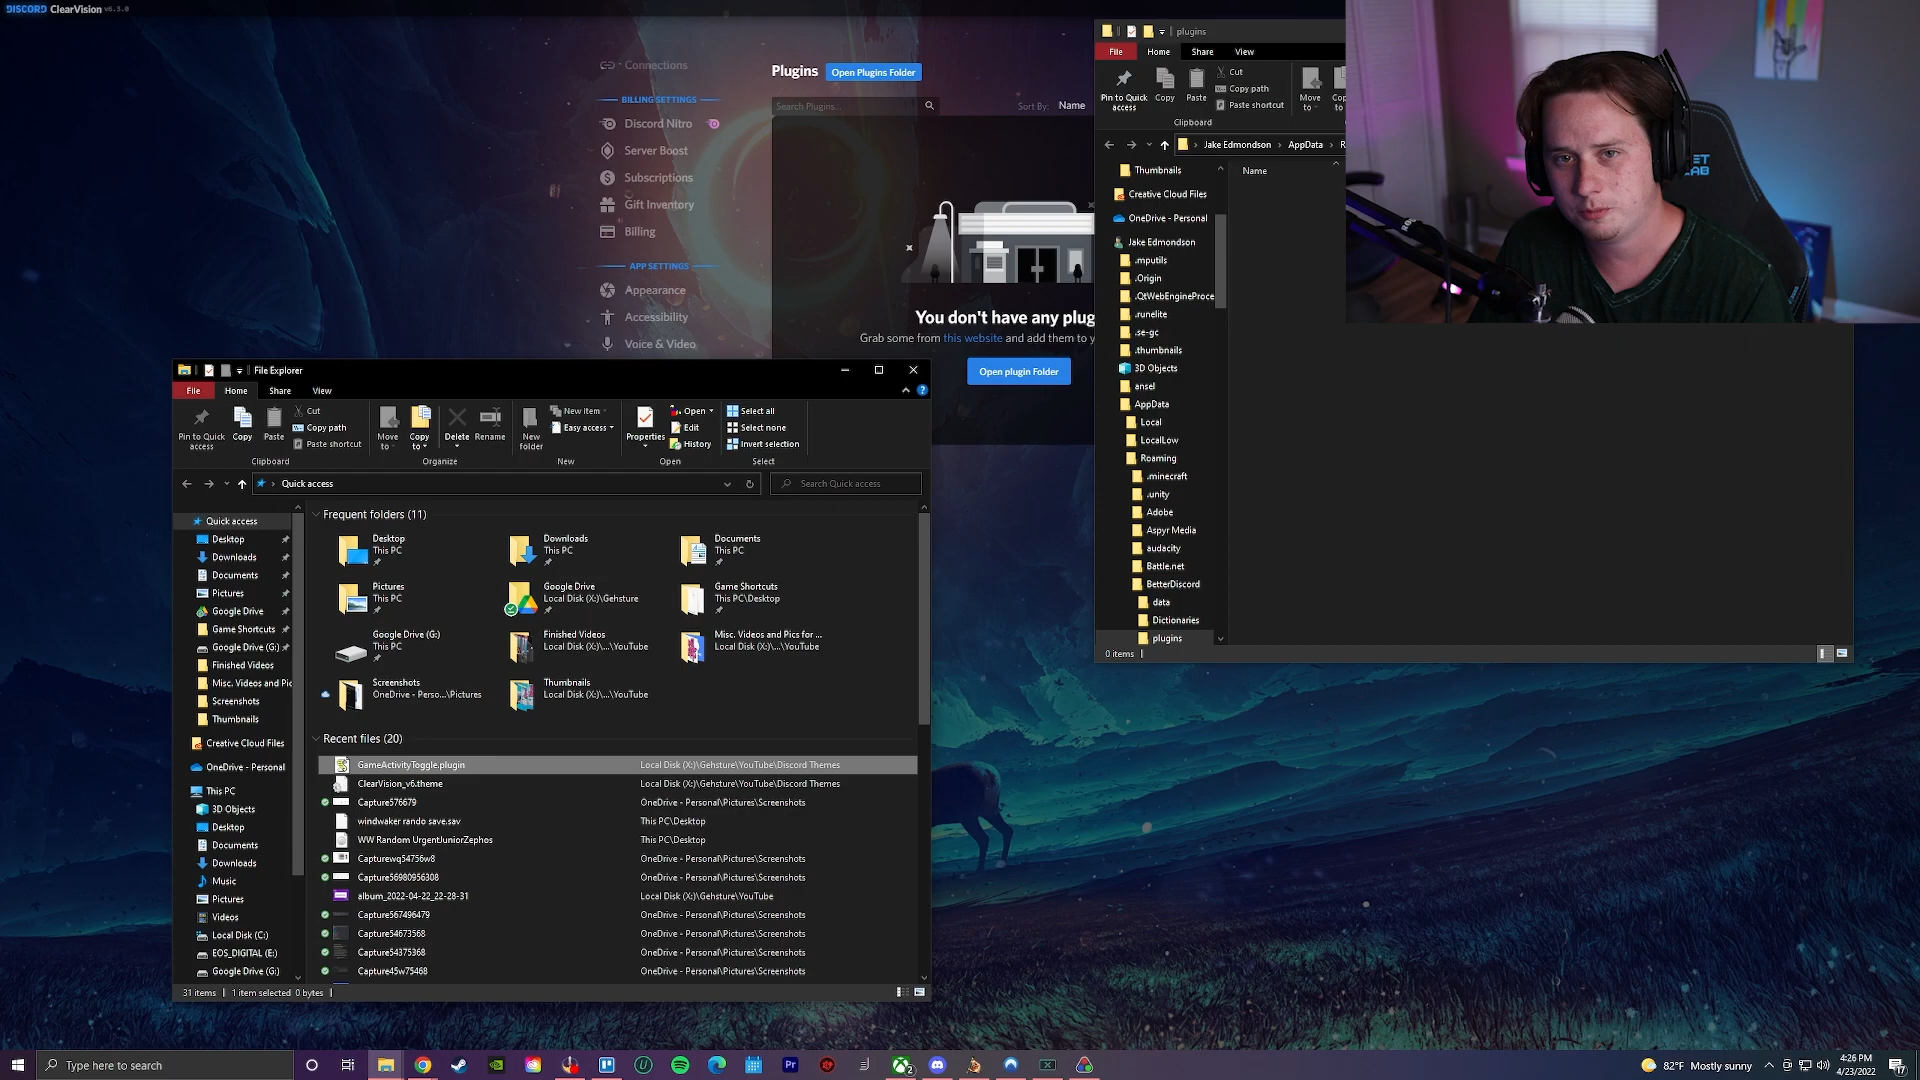 DISCORD ClearVision v6.3.0
Connections
BILLING SETTINGS
Discord Nitro
Server Boost
Subscriptions
Gift Inventory
Billing
APP SETTINGS
Appearance
Accessibility
Voice & Video
Plugins
Open Plugins Folder
Search Plugins...
Sort By: Name
You don't have any plug
Grab some from this website and add them to y
Open plugin Folder
plugins
File Home Share View
Pin to Quick access
Copy
Paste
Cut
Copy path
Paste shortcut
Move to
Clipboard
Jake Edmondson › AppData › R
Name
Thumbnails
Creative Cloud Files
OneDrive - Personal
Jake Edmondson
.mputils
.Origin
.QtWebEngineProce
.runelite
.se-gc
.thumbnails
3D Objects
ansel
AppData
Local
LocalLow
Roaming
.minecraft
.unity
Adobe
Aspyr Media
audacity
Battle.net
BetterDiscord
data
Dictionaries
plugins
0 items
File Explorer
File Home Share View
Pin to Quick access
Copy
Paste
Cut
Copy path
Paste shortcut
Move to
Copy to
Delete
Rename
New folder
New item
Easy access
Properties
Open
Edit
History
Select all
Select none
Invert selection
Clipboard Organize New Open Select
Quick access
Search Quick access
Quick access
Desktop
Downloads
Documents
Pictures
Google Drive
Game Shortcuts
Google Drive (G:)
Finished Videos
Misc. Videos and Pic
Screenshots
Thumbnails
Creative Cloud Files
OneDrive - Personal
This PC
3D Objects
Desktop
Documents
Downloads
Music
Pictures
Videos
Local Disk (C:)
EOS_DIGITAL (E:)
Google Drive (G:)
Frequent folders (11)
Desktop
This PC
Downloads
This PC
Documents
This PC
Pictures
This PC
Google Drive
Local Disk (X:)\Gehsture
Game Shortcuts
This PC\Desktop
Google Drive (G:)
This PC
Finished Videos
Local Disk (X:)\...\YouTube
Misc. Videos and Pics for ...
Local Disk (X:)\...\YouTube
Screenshots
OneDrive - Perso...\Pictures
Thumbnails
Local Disk (X:)\...\YouTube
Recent files (20)
GameActivityToggle.plugin Local Disk (X:)\Gehsture\YouTube\Discord Themes
ClearVision_v6.theme Local Disk (X:)\Gehsture\YouTube\Discord Themes
Capture576679 OneDrive - Personal\Pictures\Screenshots
windwaker rando save.sav This PC\Desktop
WW Random UrgentJuniorZephos This PC\Desktop
Capturewq54756w8 OneDrive - Personal\Pictures\Screenshots
Capture56980956308 OneDrive - Personal\Pictures\Screenshots
album_2022-04-22_22-28-31 Local Disk (X:)\Gehsture\YouTube
Capture567496479 OneDrive - Personal\Pictures\Screenshots
Capture54673568 OneDrive - Personal\Pictures\Screenshots
Capture54375368 OneDrive - Personal\Pictures\Screenshots
Capture45w75468 OneDrive - Personal\Pictures\Screenshots
31 items 1 item selected 0 bytes
Type here to search
Pr
82°F Mostly sunny
4:26 PM
4/23/2022
17